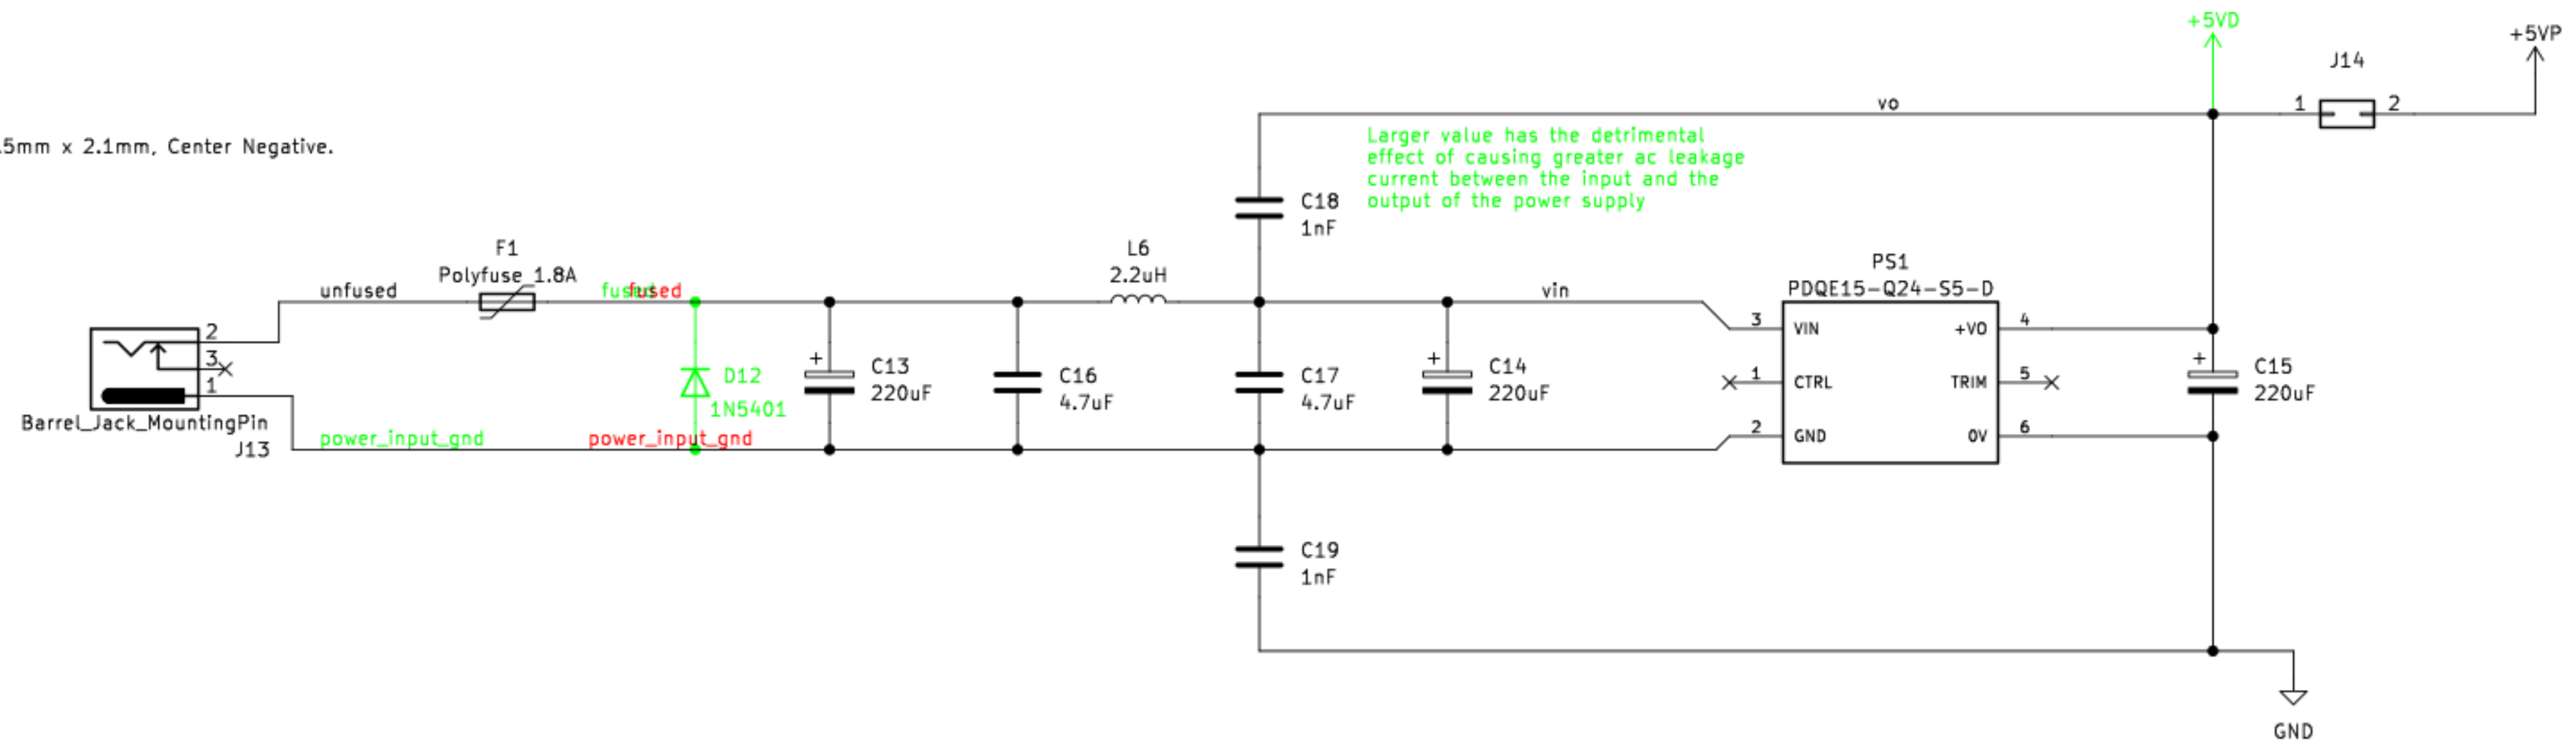 +5VD
+5VP
J14
1
2
vo
.5mm x 2.1mm, Center Negative.
Larger value has the detrimental
effect of causing greater ac leakage
current between the input and the
output of the power supply
C18
1nF
F1
Polyfuse_1.8A
L6
2.2uH
PS1
PDQE15-Q24-S5-D
unfused
fused
fused
vin
2
3
1
Barrel_Jack_MountingPin
J13
D12
1N5401
+
C13
220uF
C16
4.7uF
C17
4.7uF
+
C14
220uF
3
VIN
+VO
4
1
CTRL
TRIM
5
2
GND
0V
6
+
C15
220uF
power_input_gnd
power_input_gnd
C19
1nF
GND